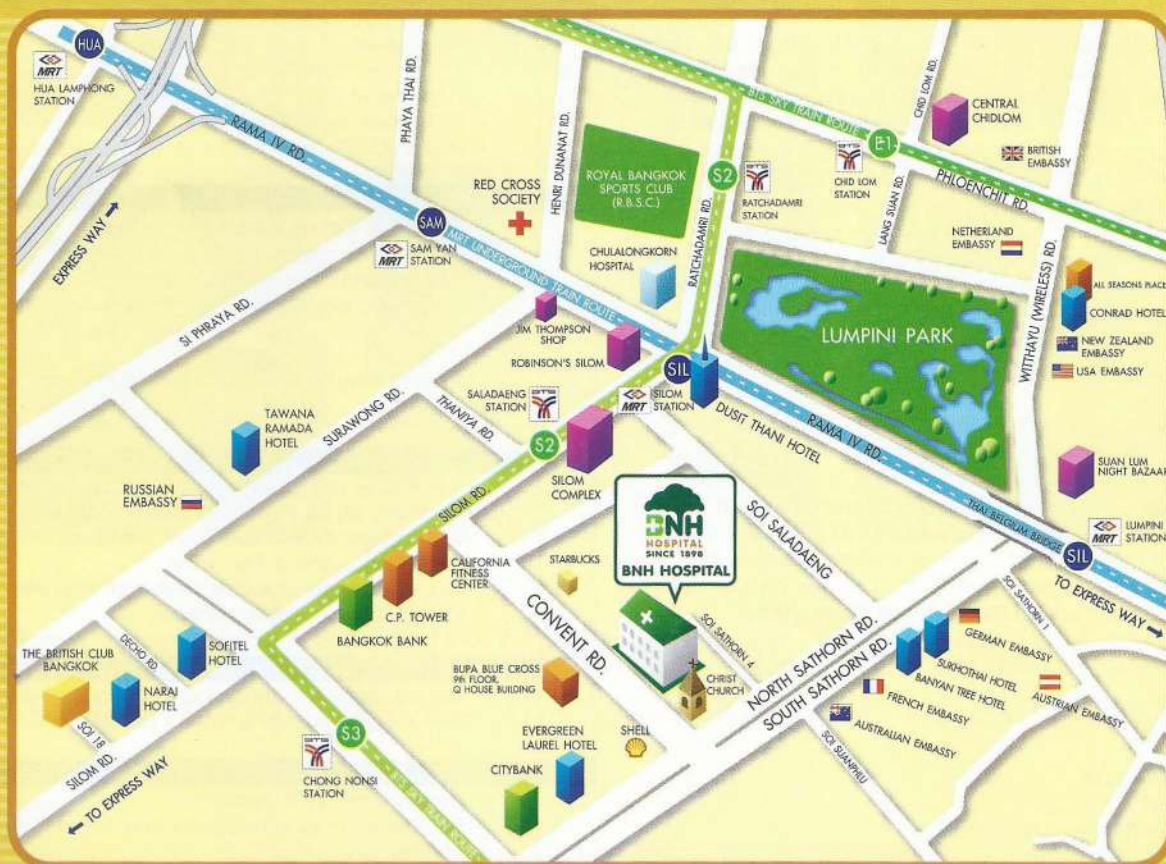 HUA
MRT
HUA LAMPHONG
STATION
EXPRESS WAY
RAMA IV RD.
PHAYA THAI RD.
SAM
MRT
SAM YAN
STATION
MRT UNDERGROUND TRAIN ROUTE
RED CROSS
SOCIETY
HENRI DUNANAT RD.
ROYAL BANGKOK
SPORTS CLUB
(R.B.S.C.)
CHULALONGKORN
HOSPITAL
RATCHADAMRI RD.
S2
BTS
RATCHADAMRI
STATION
BTS SKY TRAIN ROUTE
BTS
CHID LOM
STATION
E1
CHID LOM RD.
LANG SUAN RD.
CENTRAL
CHIDLOM
BRITISH
EMBASSY
PHLOENCHIT RD.
NETHERLAND
EMBASSY
WITTHAYU (WIRELESS) RD.
ALL SEASONS PLACE
CONRAD HOTEL
NEW ZEALAND
EMBASSY
USA EMBASSY
LUMPINI PARK
SI PHRAYA RD.
JIM THOMPSON
SHOP
ROBINSON'S SILOM
SIL
MRT
SILOM
STATION
DUSIT THANI HOTEL
RAMA IV RD.
SUAN LUM
NIGHT BAZAAR
THAI BELGIUM BRIDGE
SIL
MRT
LUMPINI
STATION
TO EXPRESS WAY
SALADAENG
STATION
BTS
THANIYA RD.
SURAWONG RD.
TAWANA
RAMADA
HOTEL
RUSSIAN
EMBASSY
S2
SILOM RD.
SILOM
COMPLEX
BNH
HOSPITAL
SINCE 1898
BNH HOSPITAL
SOI SALADAENG
STARBUCKS
CALIFORNIA
FITNESS
CENTER
C.P. TOWER
BANGKOK BANK
CONVENT RD.
SOI SATHORN 4
CHRIST
CHURCH
NORTH SATHORN RD.
SOUTH SATHORN RD.
SOI SATHORN 1
GERMAN EMBASSY
SUKHOTHAI HOTEL
BANYAN TREE HOTEL
AUSTRIAN EMBASSY
FRENCH EMBASSY
AUSTRALIAN EMBASSY
SOI SUANPHLU
DECHO RD.
SOFITEL
HOTEL
THE BRITISH CLUB
BANGKOK
NARAI
HOTEL
SOI 18
SILOM RD.
TO EXPRESS WAY
BUPA BLUE CROSS
9th FLOOR,
Q HOUSE BUILDING
EVERGREEN
LAUREL HOTEL
SHELL
CITYBANK
S3
BTS
CHONG NONSI
STATION
BTS SKY TRAIN ROUTE